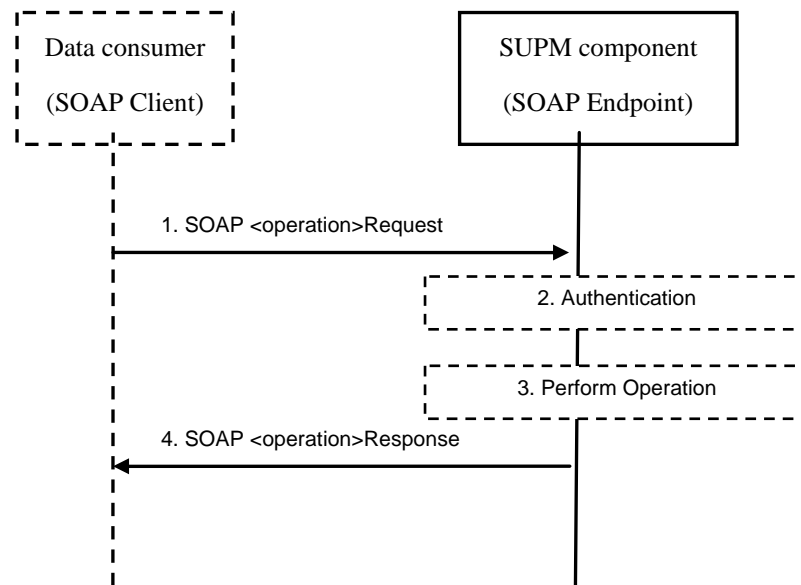 Data consumer
(SOAP Client)
SUPM component
(SOAP Endpoint)
1. SOAP <operation>Request
2. Authentication
3. Perform Operation
4. SOAP <operation>Response